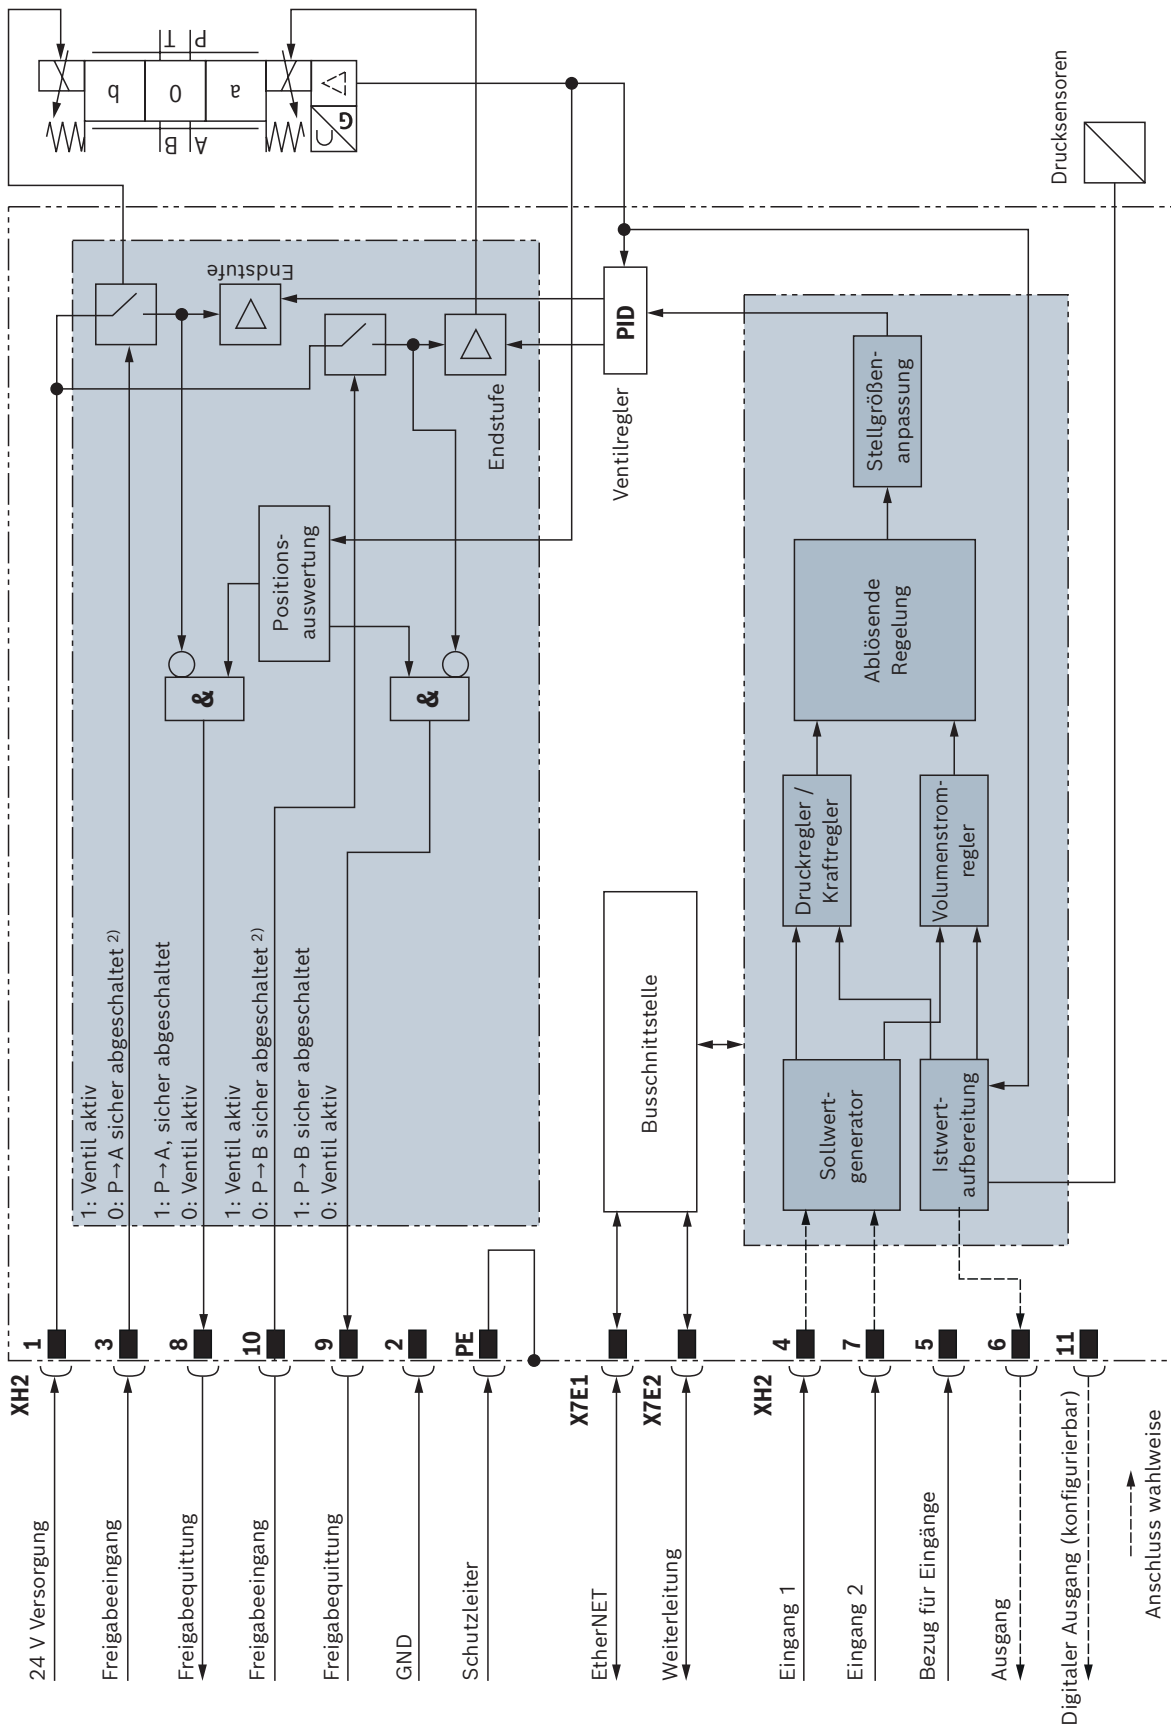 XH2
24 V Versorgung
1
Freigabeeingang
3
1: Ventil aktiv
0: P→A sicher abgeschaltet 2)
Freigabequittung
8
1: P→A, sicher abgeschaltet
0: Ventil aktiv
Freigabeeingang
10
1: Ventil aktiv
0: P→B sicher abgeschaltet 2)
Freigabequittung
9
1: P→B sicher abgeschaltet
0: Ventil aktiv
GND
2
Schutzleiter
PE
&
&
Positions-
auswertung
Endstufe
Endstufe
b
0
a
T
P
A
B
U
G
X7E1
EtherNET
X7E2
Weiterleitung
Busschnittstelle
PID
Ventilregler
XH2
Eingang 1
4
Eingang 2
7
Bezug für Eingänge
5
Ausgang
6
Digitaler Ausgang (konfigurierbar)
11
Sollwert-
generator
Istwert-
aufbereitung
Druckregler /
Kraftregler
Volumenstrom-
regler
Ablösende
Regelung
Stellgrößen-
anpassung
Drucksensoren
Anschluss wahlweise